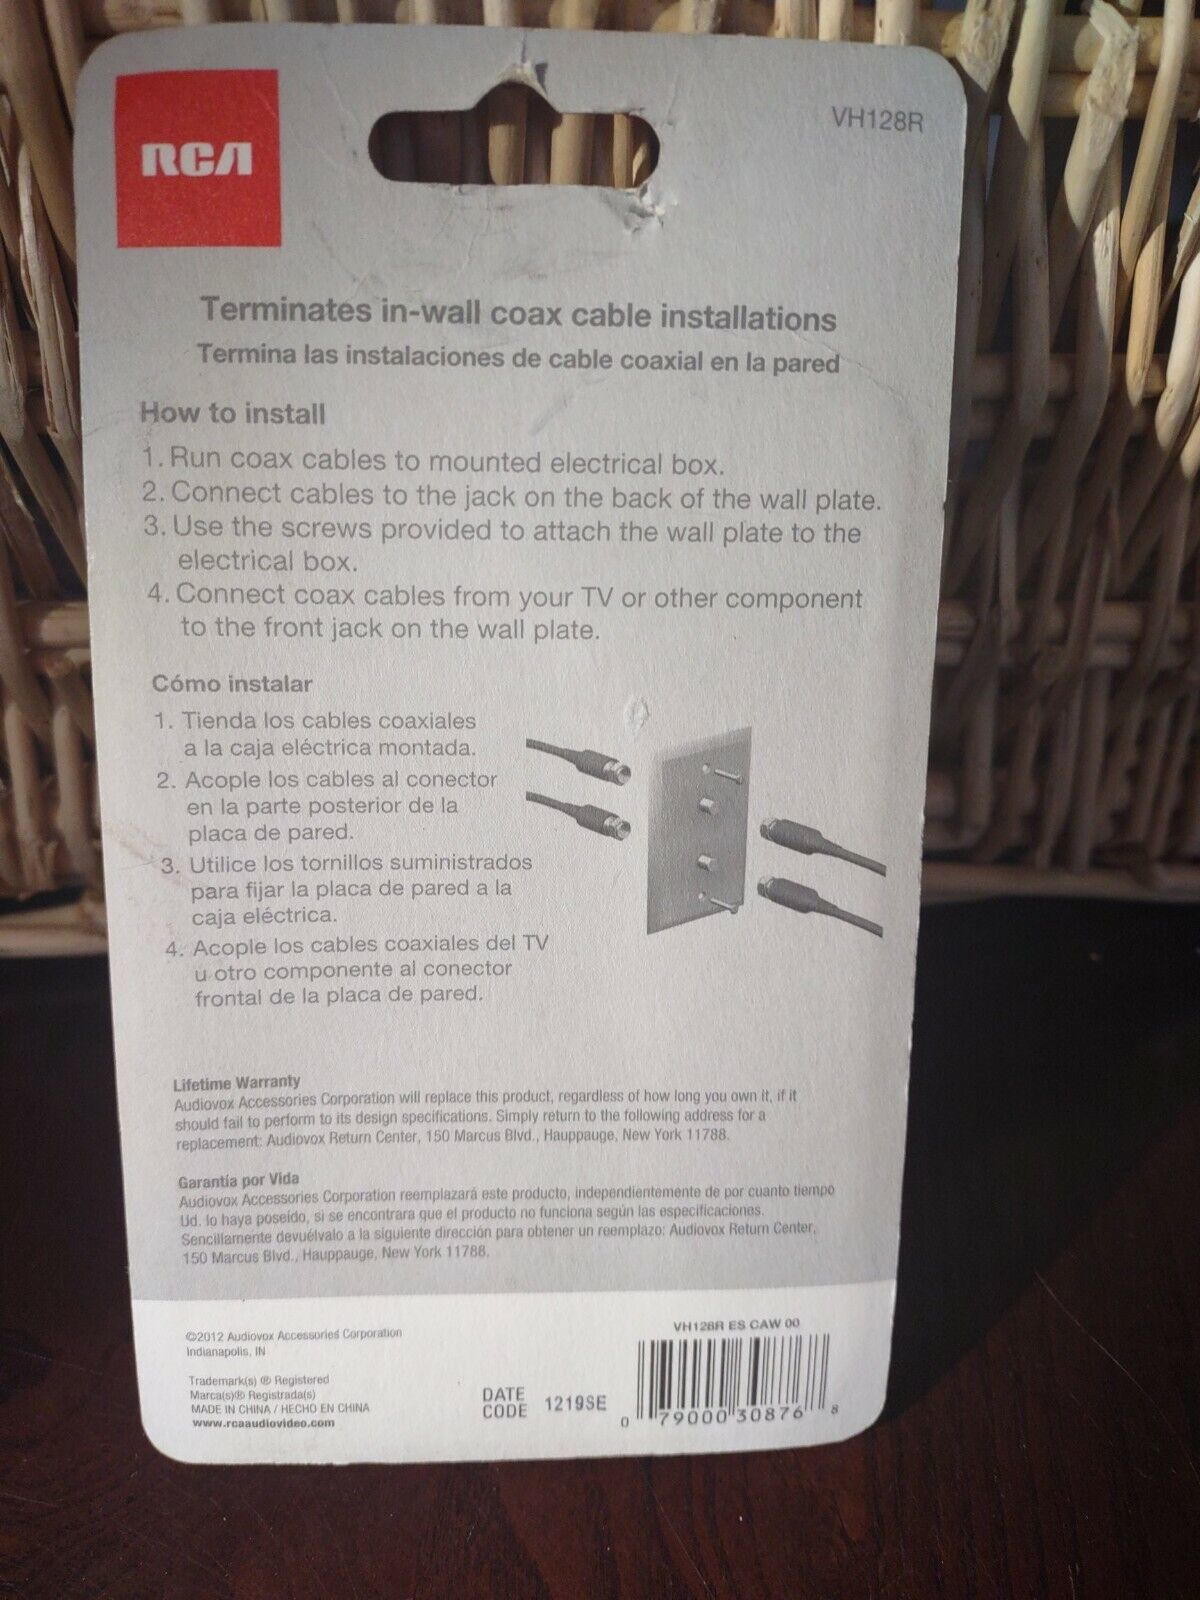 RCA
VH128R
Terminates in-wall coax cable installations
Termina las instalaciones de cable coaxial en la pared
How to install
1. Run coax cables to mounted electrical box.
2. Connect cables to the jack on the back of the wall plate.
3. Use the screws provided to attach the wall plate to the
electrical box.
4. Connect coax cables from your TV or other component
to the front jack on the wall plate.
Cómo instalar
1. Tienda los cables coaxiales
a la caja eléctrica montada.
2. Acople los cables al conector
en la parte posterior de la
placa de pared.
3. Utilice los tornillos suministrados
para fijar la placa de pared a la
caja eléctrica.
4. Acople los cables coaxiales del TV
u otro componente al conector
frontal de la placa de pared.
Lifetime Warranty
Audiovox Accessories Corporation will replace this product, regardless of how long you own it, if it
should fail to perform to its design specifications. Simply return to the following address for a
replacement: Audiovox Return Center, 150 Marcus Blvd., Hauppauge, New York 11788.
Garantía por Vida
Audiovox Accessories Corporation reemplazará este producto, independientemente de por cuanto tiempo
Ud. lo haya poseído, si se encontrara que el producto no funciona según las especificaciones.
Sencillamente devuélvalo a la siguiente dirección para obtener un reemplazo: Audiovox Return Center,
150 Marcus Blvd., Hauppauge, New York 11788.
©2012 Audiovox Accessories Corporation
Indianapolis, IN
Trademark(s) ® Registered
Marca(s)® Registrada(s)
MADE IN CHINA / HECHO EN CHINA
www.rcaaudiovideo.com
DATE
CODE 1219SE
VH128R ES CAW 00
0 79000 30876 8